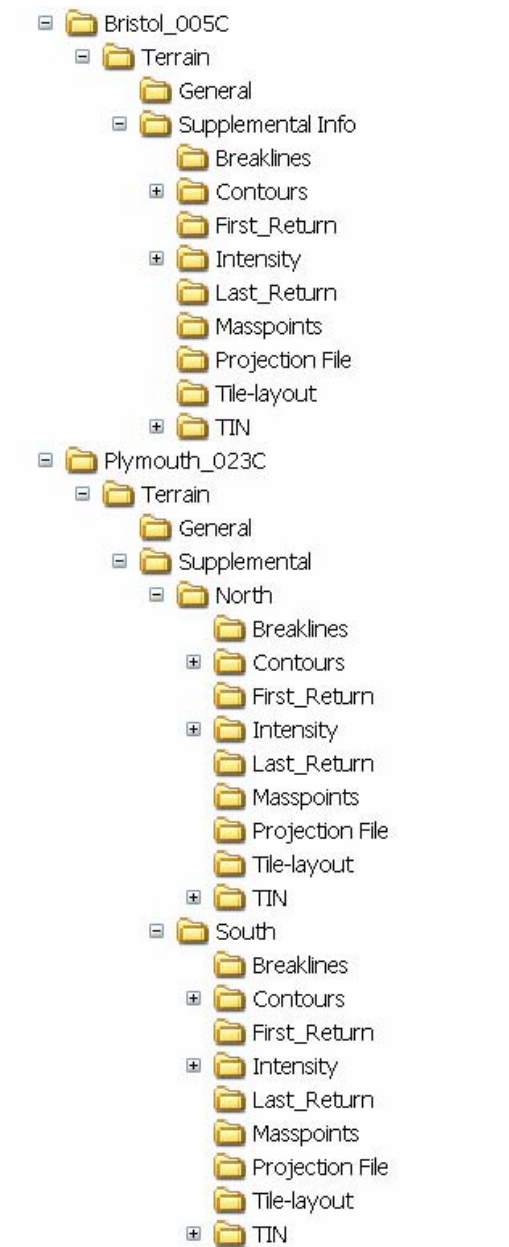 Bristol_005C
Terrain
General
Supplemental Info
Breaklines
Contours
First_Return
Intensity
Last_Return
Masspoints
Projection File
Tile-layout
TIN
Plymouth_023C
Terrain
General
Supplemental
North
Breaklines
Contours
First_Return
Intensity
Last_Return
Masspoints
Projection File
Tile-layout
TIN
South
Breaklines
Contours
First_Return
Intensity
Last_Return
Masspoints
Projection File
Tile-layout
TIN